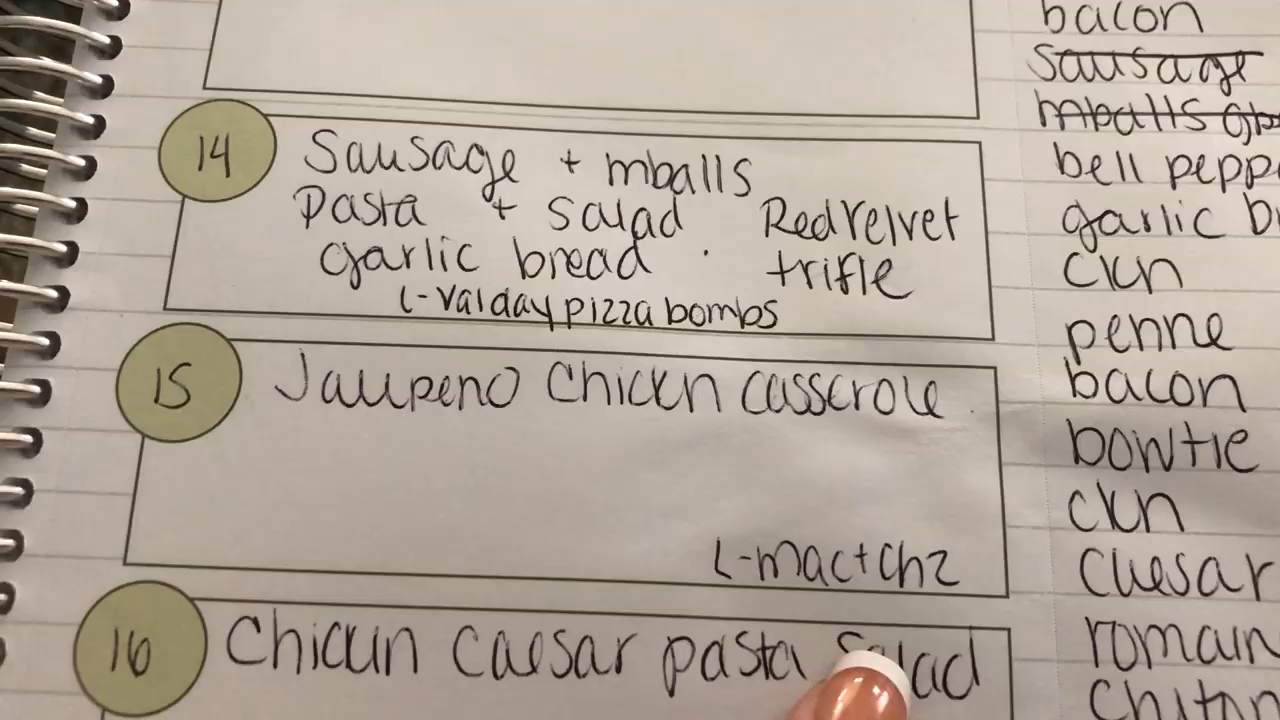 14
Sausage + mballs
Pasta + Salad
garlic bread
Redvelvet
trifle
L-valday pizza bombs
15
Jalapeno Chicken casserole
L-mac+chz
16
Chicken caesar pasta Salad
bacon
sausage
mballs
bell pepp
garlic b
ckn
penne
bacon
bowtie
ckn
caesar
romain